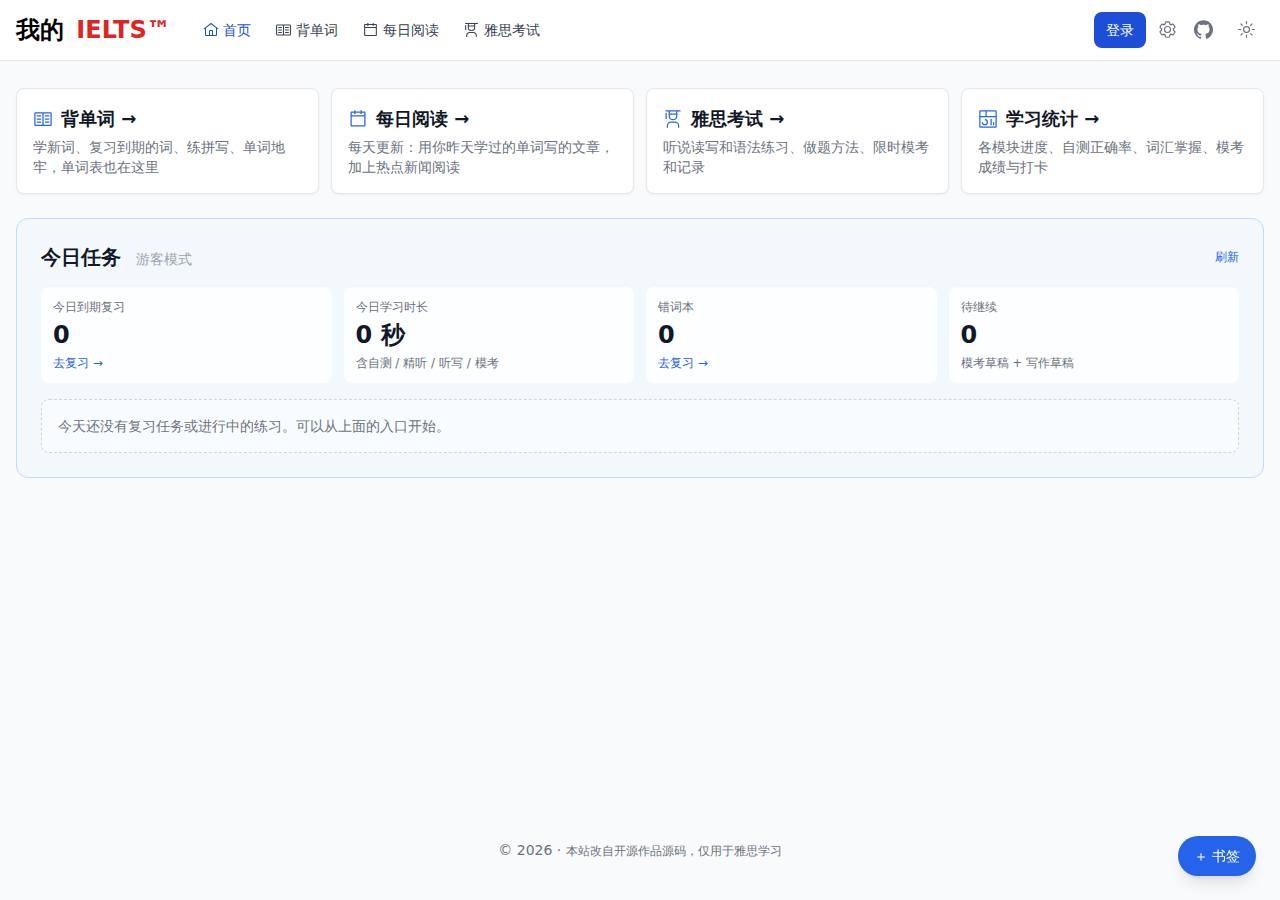 我的 IELTS™ 首页 背单词 每日阅读 雅思考试 登录
背单词 →
学新词、复习到期的词、练拼写、单词地
牢，单词表也在这里
每日阅读 →
每天更新：用你昨天学过的单词写的文章，
加上热点新闻阅读
雅思考试 →
听说读写和语法练习、做题方法、限时模考
和记录
学习统计 →
各模块进度、自测正确率、词汇掌握、模考
成绩与打卡
今日任务 游客模式 刷新
今日到期复习
0
去复习 →
今日学习时长
0 秒
含自测 / 精听 / 听写 / 模考
错词本
0
去复习 →
待继续
0
模考草稿 + 写作草稿
今天还没有复习任务或进行中的练习。可以从上面的入口开始。
© 2026 · 本站改自开源作品源码，仅用于雅思学习
+ 书签